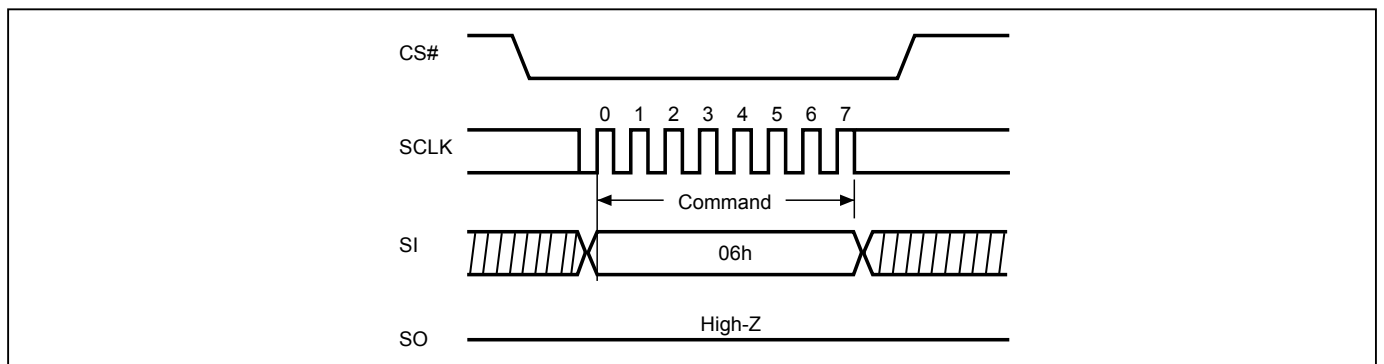 CS#
0 1 2 3 4 5 6 7
SCLK
Command
SI
06h
High-Z
SO